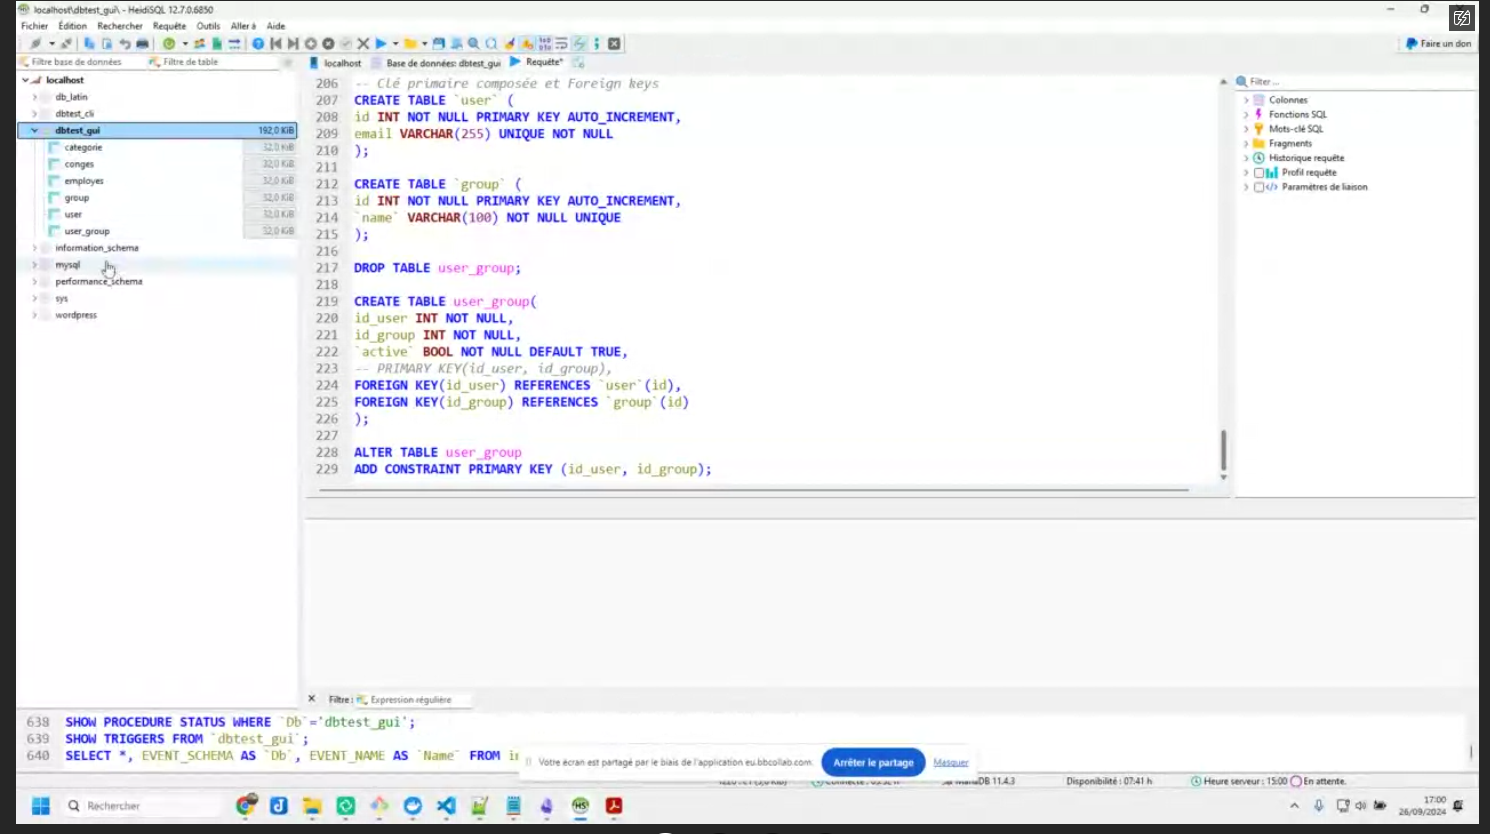 localhost\dbtest_gui\ - HeidiSQL 12.7.0.6850
Fichier Édition Rechercher Requête Outils Aller à Aide
Faire un don
Filtre base de données Filtre de table
localhost Base de données: dbtest_gui Requête*
localhost
db_latin
dbtest_cli
dbtest_gui 192,0 KiB
categorie 32,0 KiB
conges 32,0 KiB
employes 32,0 KiB
group 32,0 KiB
user 32,0 KiB
user_group 32,0 KiB
information_schema
mysql
performance_schema
sys
wordpress
206 -- Clé primaire composée et Foreign keys
207 CREATE TABLE `user` (
208 id INT NOT NULL PRIMARY KEY AUTO_INCREMENT,
209 email VARCHAR(255) UNIQUE NOT NULL
210 );
211
212 CREATE TABLE `group` (
213 id INT NOT NULL PRIMARY KEY AUTO_INCREMENT,
214 `name` VARCHAR(100) NOT NULL UNIQUE
215 );
216
217 DROP TABLE user_group;
218
219 CREATE TABLE user_group(
220 id_user INT NOT NULL,
221 id_group INT NOT NULL,
222 `active` BOOL NOT NULL DEFAULT TRUE,
223 -- PRIMARY KEY(id_user, id_group),
224 FOREIGN KEY(id_user) REFERENCES `user`(id),
225 FOREIGN KEY(id_group) REFERENCES `group`(id)
226 );
227
228 ALTER TABLE user_group
229 ADD CONSTRAINT PRIMARY KEY (id_user, id_group);
Filter...
Colonnes
Fonctions SQL
Mots-clé SQL
Fragments
Historique requête
Profil requête
Paramètres de liaison
Filtre: Expression régulière
638 SHOW PROCEDURE STATUS WHERE `Db`='dbtest_gui';
639 SHOW TRIGGERS FROM `dbtest_gui`;
640 SELECT *, EVENT_SCHEMA AS `Db`, EVENT_NAME AS `Name` FROM
Votre écran est partagé par le biais de l'application eu.bbcollab.com. Arrêter le partage Masquer
MariaDB 11.4.3 Disponibilité : 07:41 h Heure serveur : 15:00 En attente.
Rechercher
17:00
26/09/2024